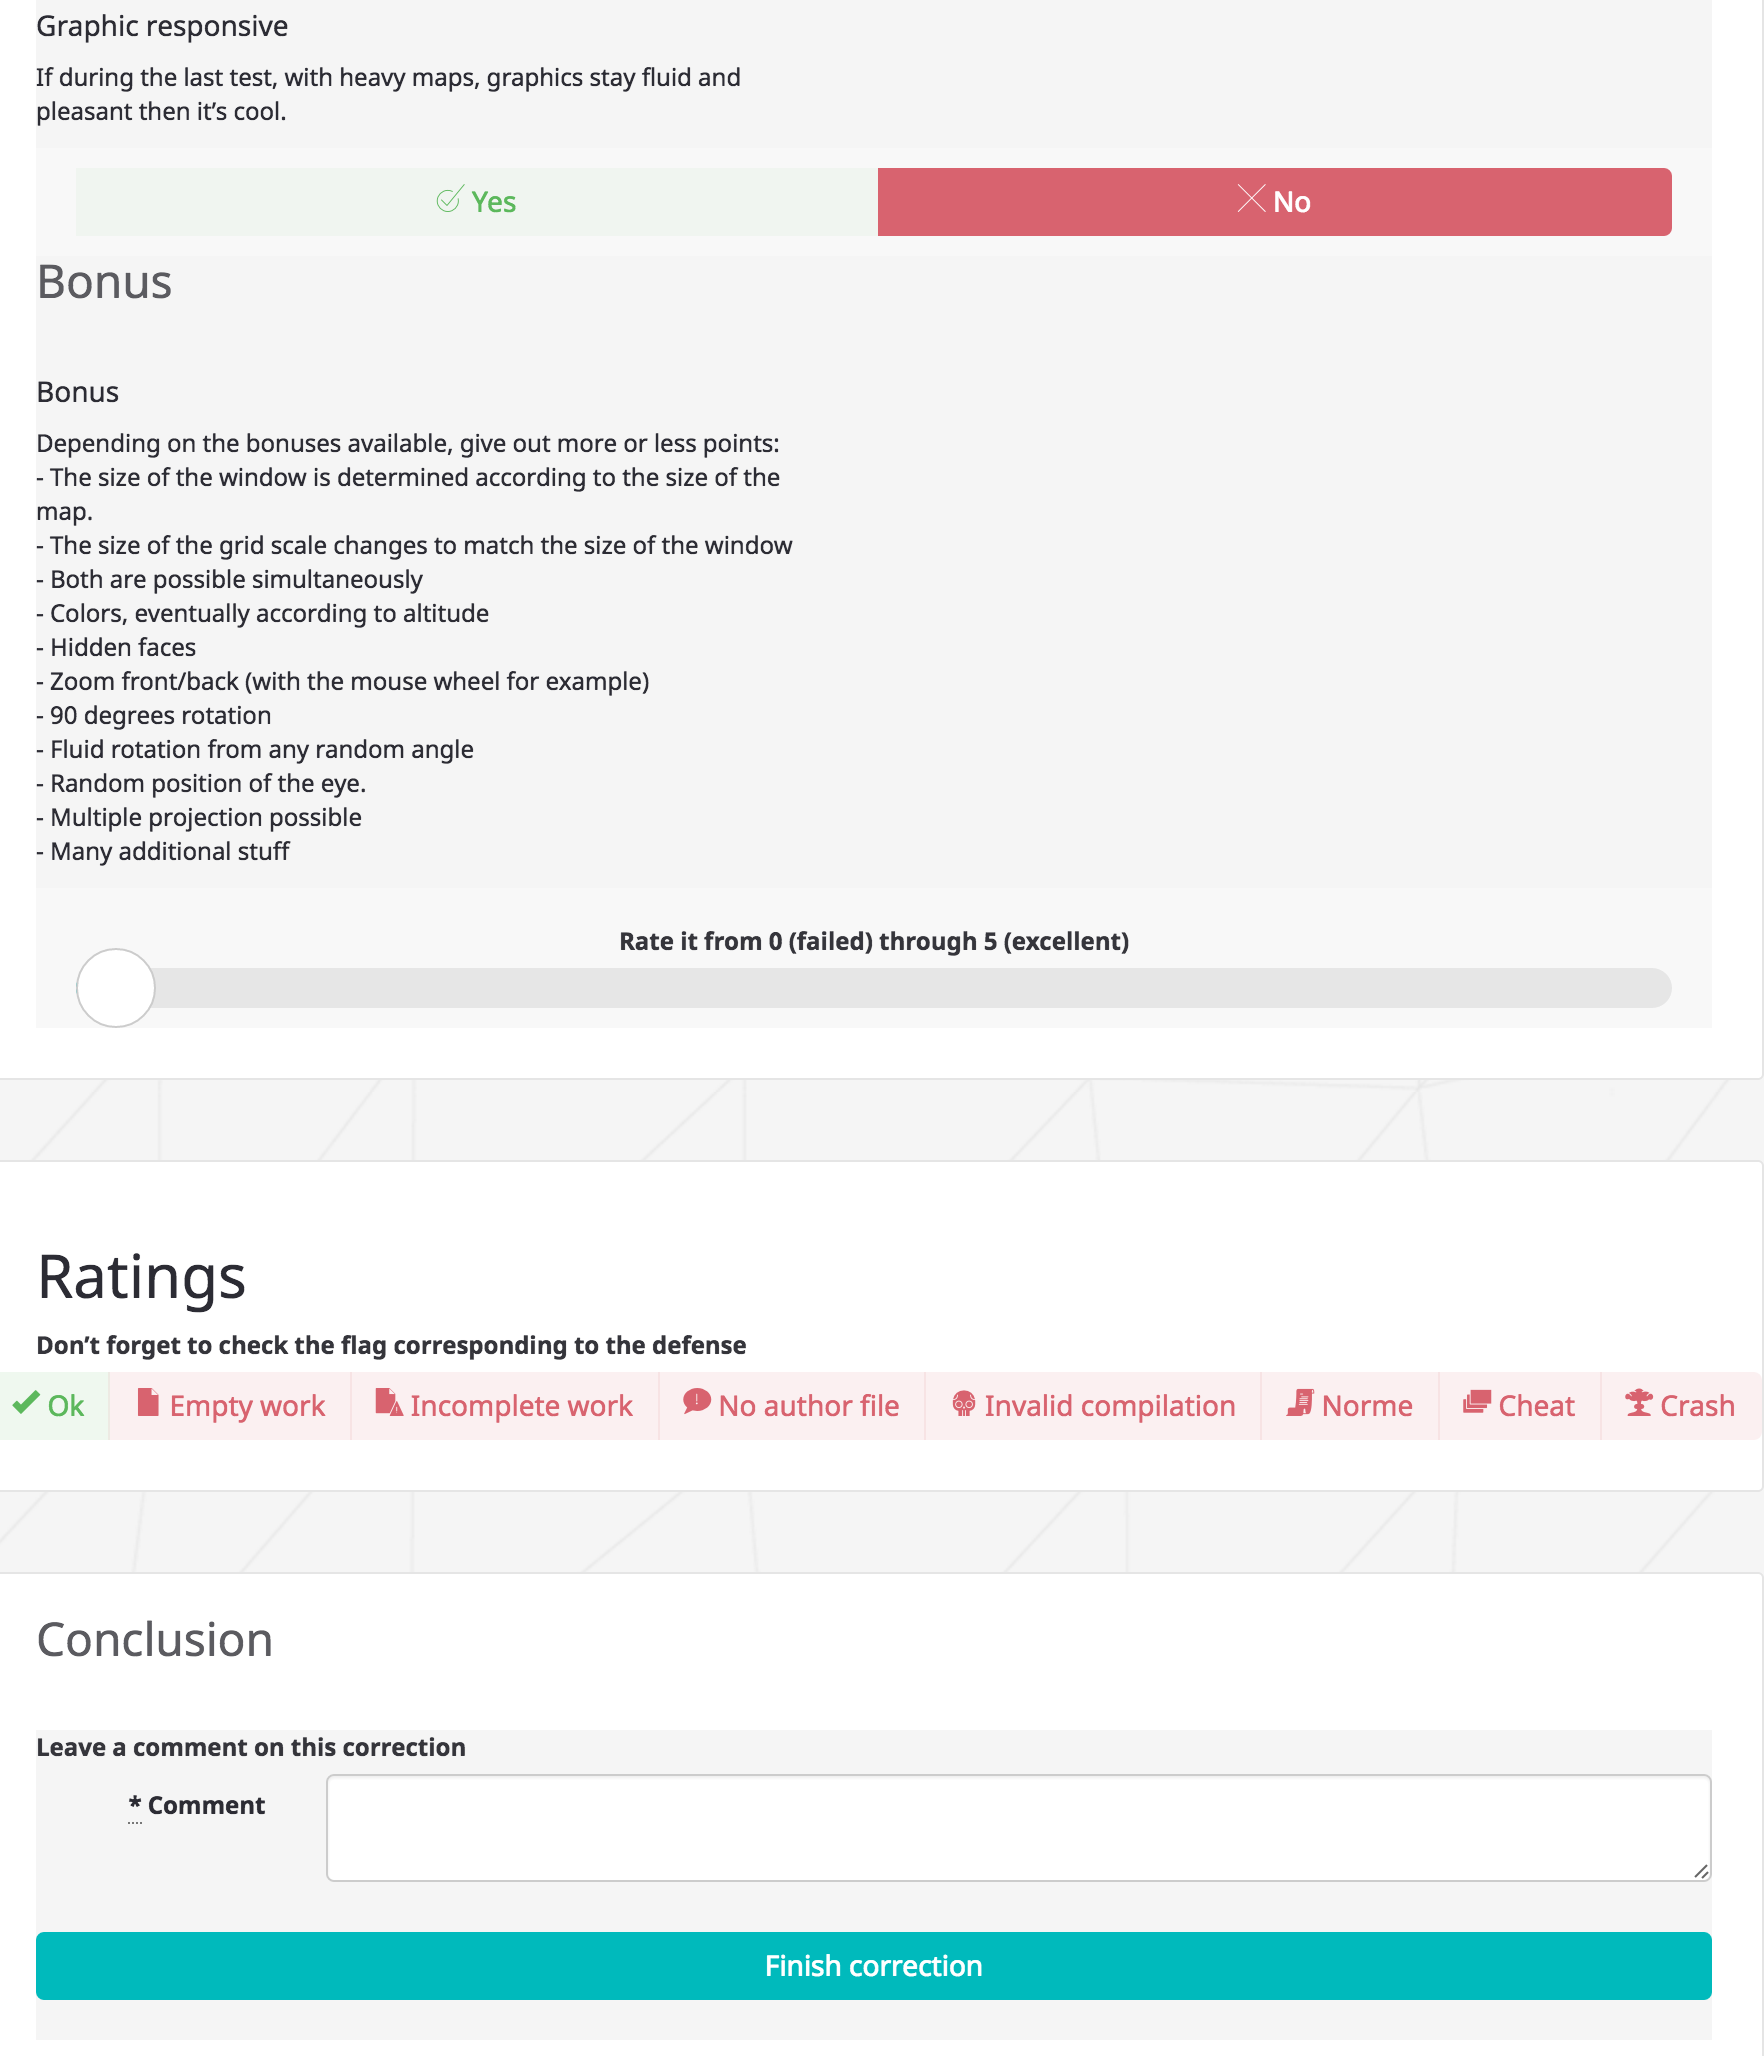 Graphic responsive
If during the last test, with heavy maps, graphics stay fluid and
pleasant then it’s cool.
Yes
No
Bonus
Bonus
Depending on the bonuses available, give out more or less points:
- The size of the window is determined according to the size of the
map.
- The size of the grid scale changes to match the size of the window
- Both are possible simultaneously
- Colors, eventually according to altitude
- Hidden faces
- Zoom front/back (with the mouse wheel for example)
- 90 degrees rotation
- Fluid rotation from any random angle
- Random position of the eye.
- Multiple projection possible
- Many additional stuff
Rate it from 0 (failed) through 5 (excellent)
Ratings
Don’t forget to check the flag corresponding to the defense
Ok Empty work Incomplete work No author file Invalid compilation Norme Cheat Crash
Conclusion
Leave a comment on this correction
* Comment
Finish correction